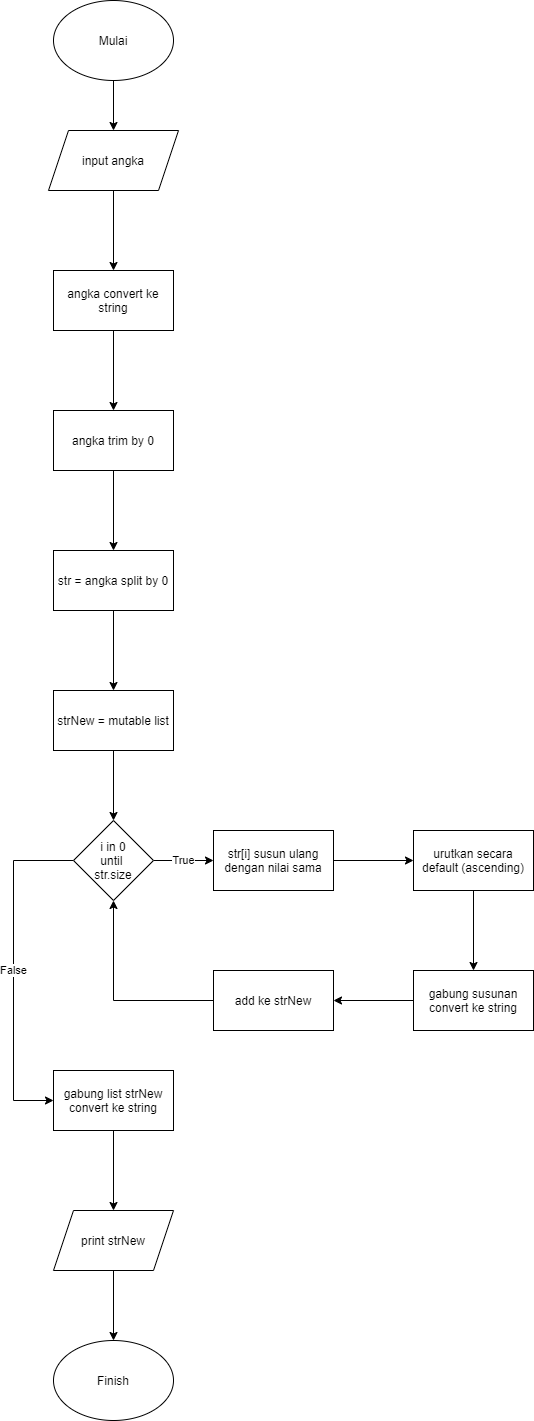 Mulai
input angka
angka convert ke
string
angka trim by 0
str = angka split by 0
strNew = mutable list
i in 0
until
str.size
True
str[i] susun ulang
dengan nilai sama
urutkan secara
default (ascending)
False
add ke strNew
gabung susunan
convert ke string
gabung list strNew
convert ke string
print strNew
Finish